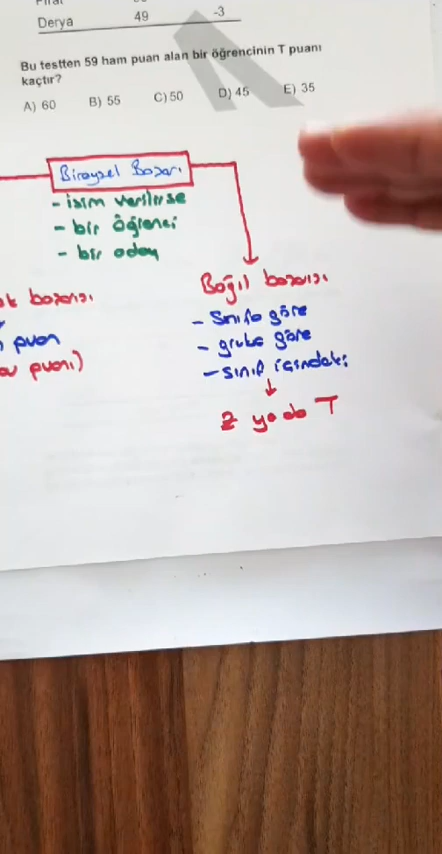 Derya 49 -3
Bu testten 59 ham puan alan bir öğrencinin T puanı
kaçtır?
A) 60 B) 55 C) 50 D) 45 E) 35
Bireysel Başarı
- isim verilirse
- bir öğrenci
- bir aday
başarısı
puan
puanı)
Bağıl başarısı
- Sınıfa göre
- gruba göre
- sınıf içindeki
Z ya da T